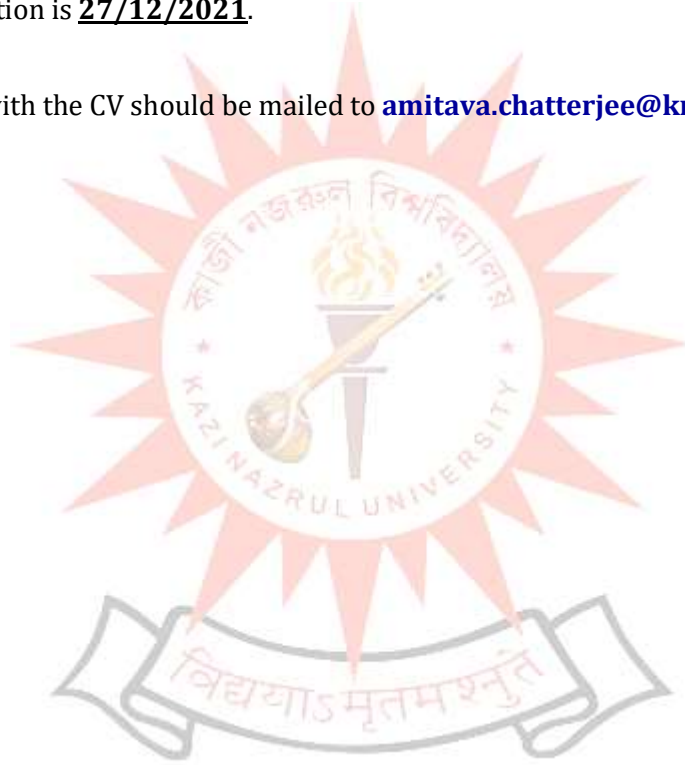 tion is 27/12/2021.
with the CV should be mailed to amitava.chatterjee@kn
কাজী নজরুল বিশ্ববিদ্যালয়
* KAZI NAZRUL UNIVERSITY *
विद्ययाऽमृतमश्नुते